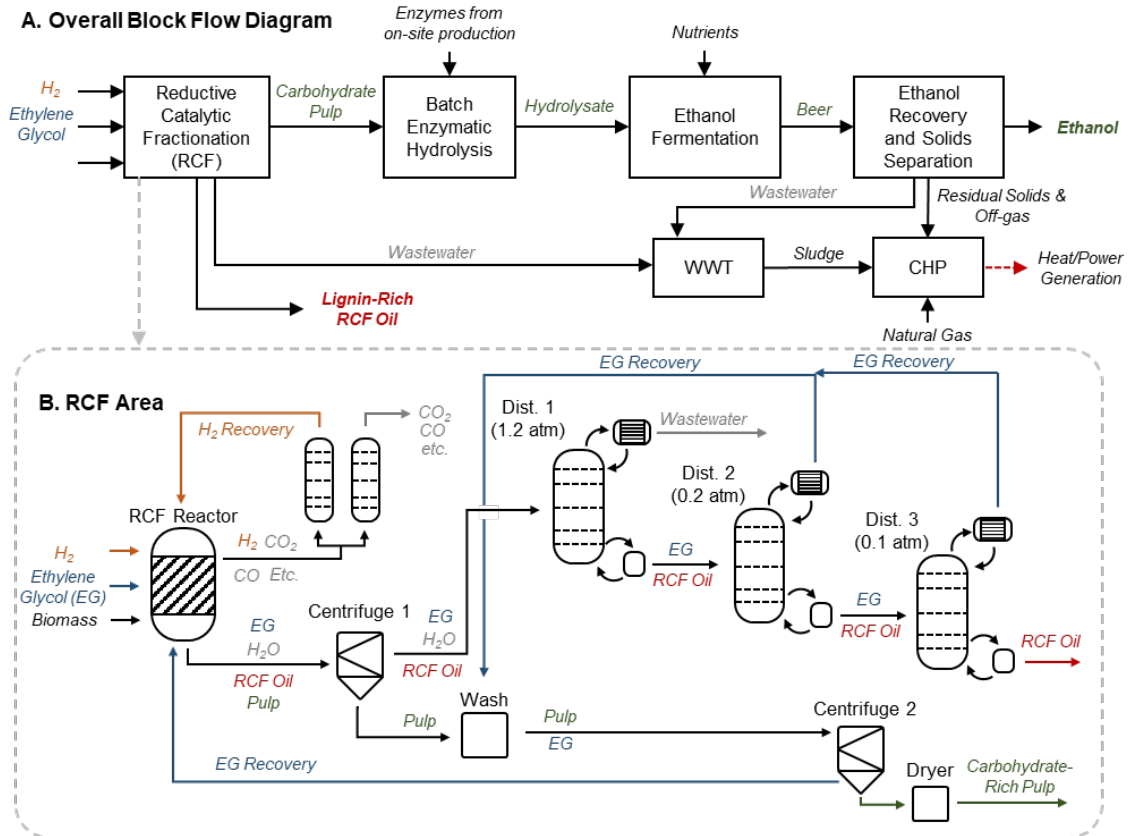 A. Overall Block Flow Diagram
Enzymes from
on-site production
Nutrients
H2
Ethylene
Glycol
Reductive
Catalytic
Fractionation
(RCF)
Carbohydrate
Pulp
Batch
Enzymatic
Hydrolysis
Hydrolysate
Ethanol
Fermentation
Beer
Ethanol
Recovery
and Solids
Separation
Ethanol
Wastewater
Residual Solids &
Off-gas
Wastewater
WWT
Sludge
CHP
Heat/Power
Generation
Lignin-Rich
RCF Oil
Natural Gas
B. RCF Area
EG Recovery
EG Recovery
H2 Recovery
CO2
CO
etc.
Dist. 1
(1.2 atm)
Wastewater
Dist. 2
(0.2 atm)
Dist. 3
(0.1 atm)
RCF Reactor
H2
Ethylene
Glycol (EG)
Biomass
H2 CO2
CO Etc.
EG
H2O
RCF Oil
Pulp
Centrifuge 1
EG
H2O
RCF Oil
EG
RCF Oil
EG
RCF Oil
RCF Oil
Pulp
Wash
Pulp
EG
Centrifuge 2
EG Recovery
Dryer
Carbohydrate-
Rich Pulp